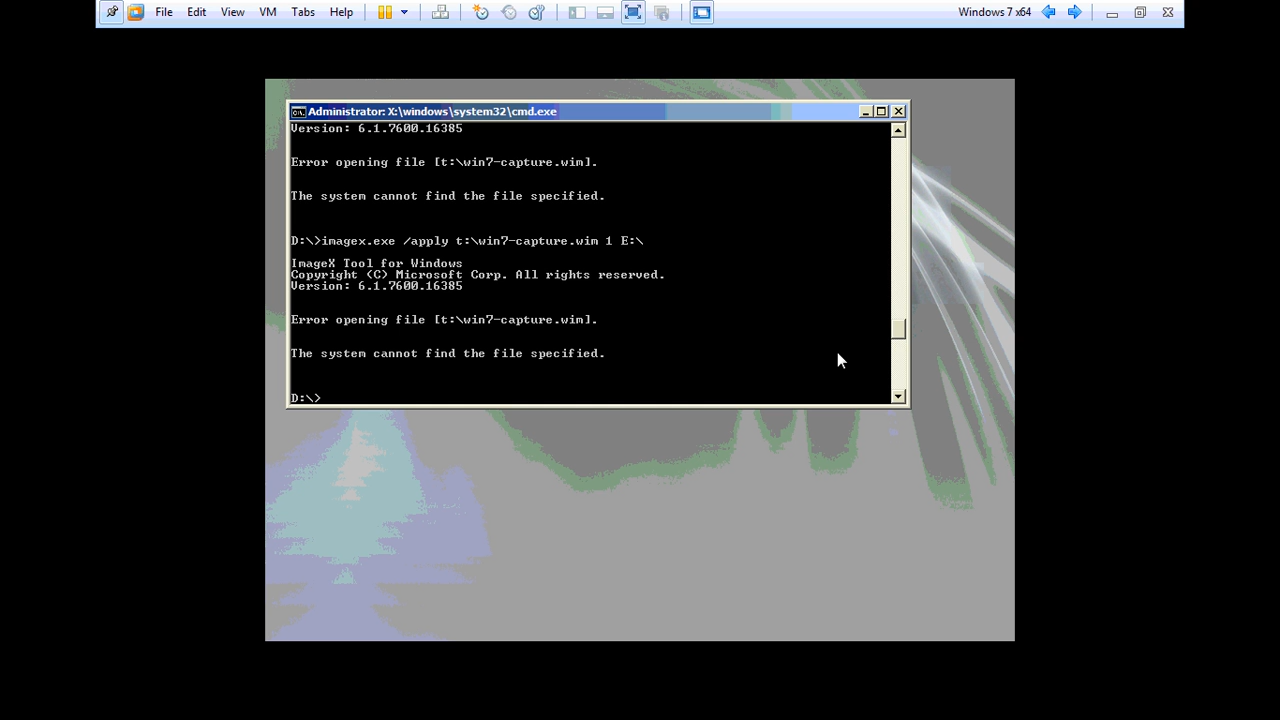 File Edit View VM Tabs Help Windows 7 x64
Administrator: X:\windows\system32\cmd.exe
Version: 6.1.7600.16385
Error opening file [t:\win7-capture.wim].
The system cannot find the file specified.
D:\>imagex.exe /apply t:\win7-capture.wim 1 E:\
ImageX Tool for Windows
Copyright (C) Microsoft Corp. All rights reserved.
Version: 6.1.7600.16385
Error opening file [t:\win7-capture.wim].
The system cannot find the file specified.
D:\>